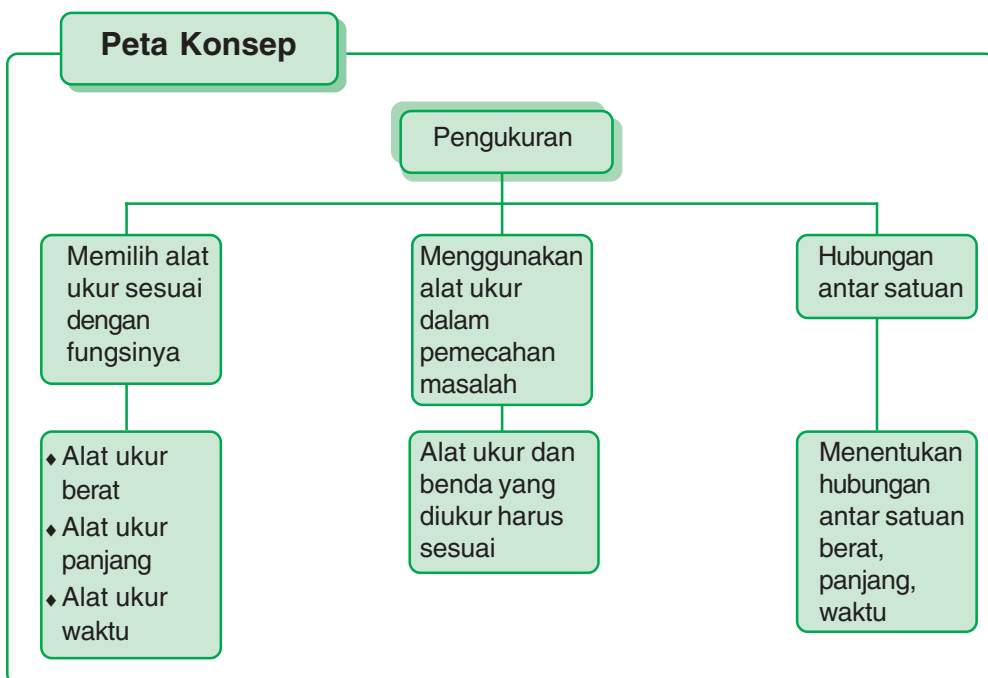 Peta Konsep
Pengukuran
Memilih alat
ukur sesuai
dengan
fungsinya
♦ Alat ukur
berat
♦ Alat ukur
panjang
♦ Alat ukur
waktu
Menggunakan
alat ukur
dalam
pemecahan
masalah
Alat ukur dan
benda yang
diukur harus
sesuai
Hubungan
antar satuan
Menentukan
hubungan
antar satuan
berat,
panjang,
waktu